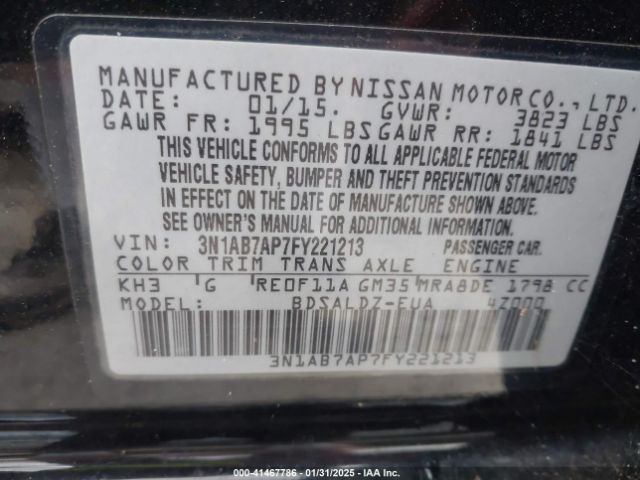 MANUFACTURED BY NISSAN MOTOR CO., LTD.
DATE: 01/15. GVWR: 3823 LBS
GAWR FR: 1995 LBS GAWR RR: 1841 LBS
THIS VEHICLE CONFORMS TO ALL APPLICABLE FEDERAL MOTOR
VEHICLE SAFETY, BUMPER AND THEFT PREVENTION STANDARDS
IN EFFECT ON THE DATE OF MANUFACTURE SHOWN ABOVE.
SEE OWNER'S MANUAL FOR ADDITIONAL INFORMATION.
VIN: 3N1AB7AP7FY221213 PASSENGER CAR.
COLOR TRIM TRANS AXLE ENGINE
KH3 G RE0F11A GM35 MRA8DE 1798 CC
MODEL: BDSALDZ-EUA 4Z000
3N1AB7AP7FY221213
© 0-41467786 - 01/31/2025 - IAA Inc.